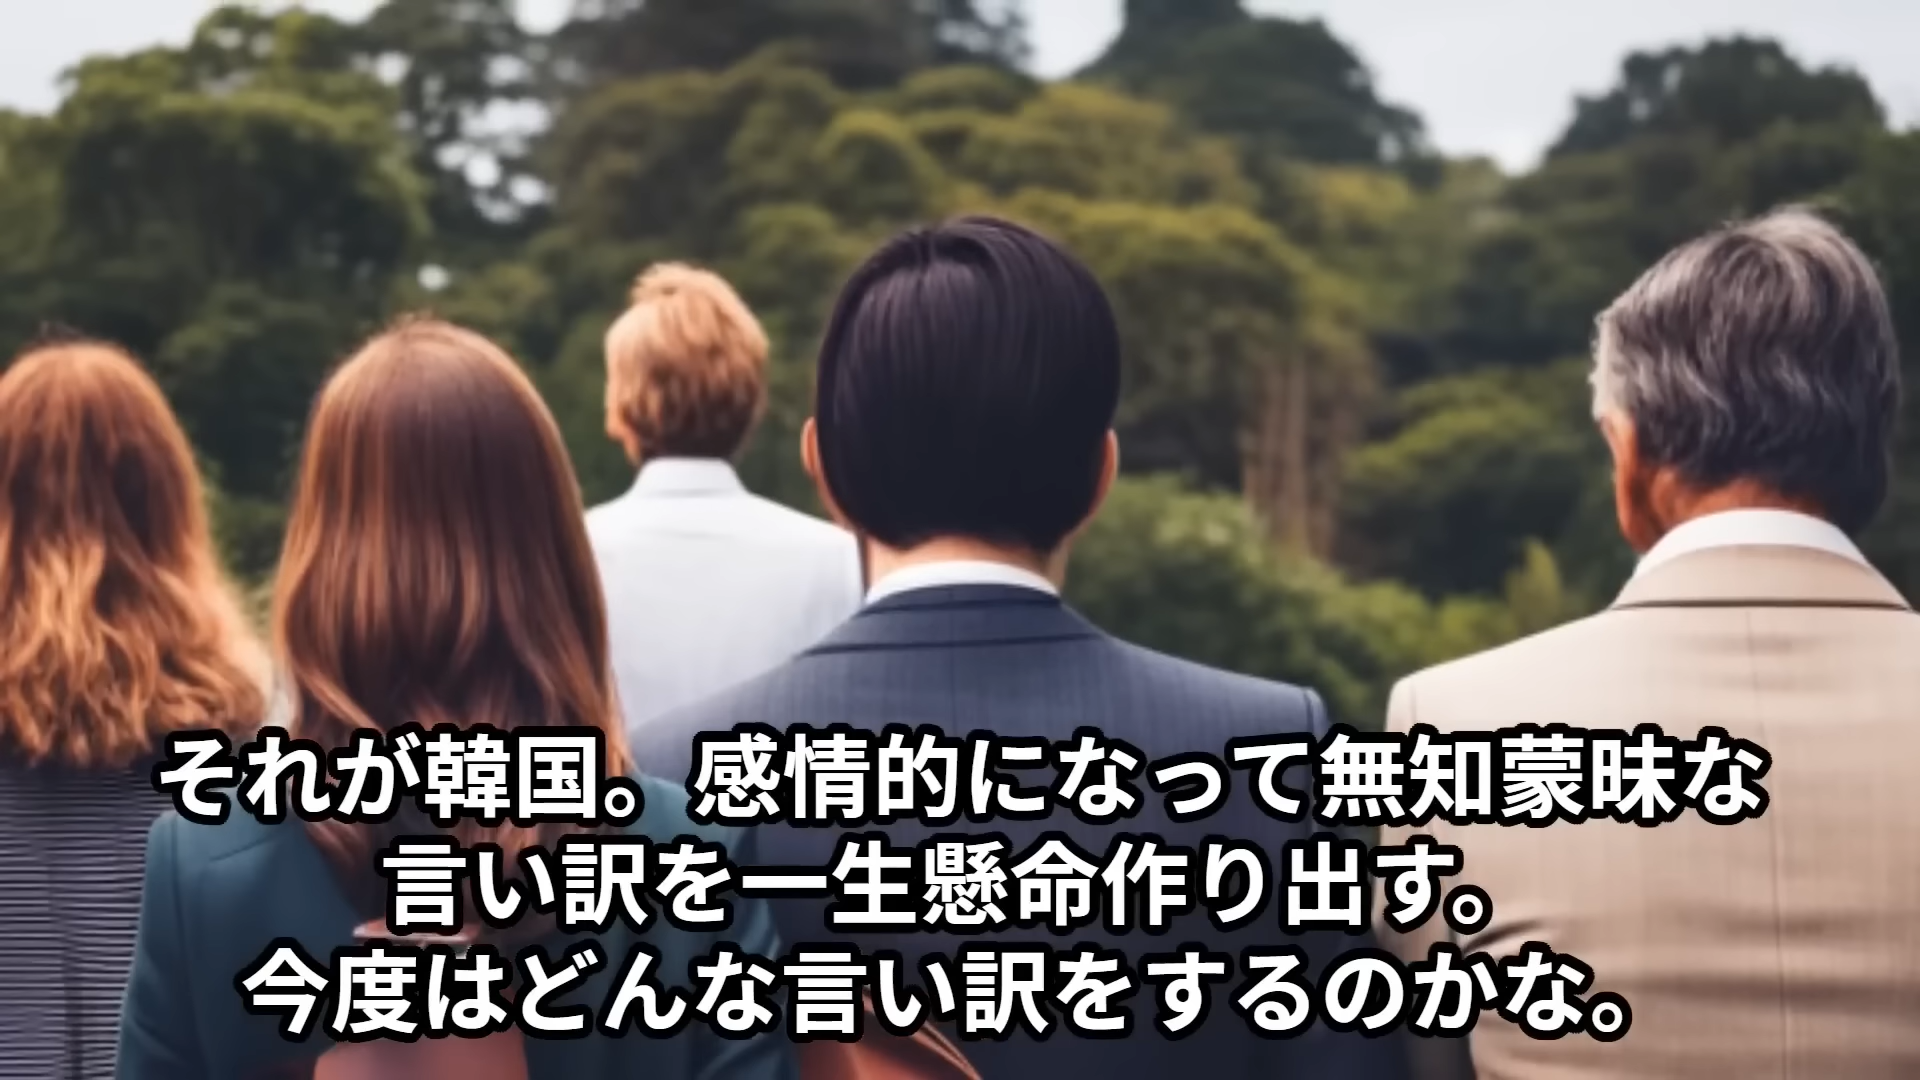 それが韓国。感情的になって無知蒙昧な
言い訳を一生懸命作り出す。
今度はどんな言い訳をするのかな。